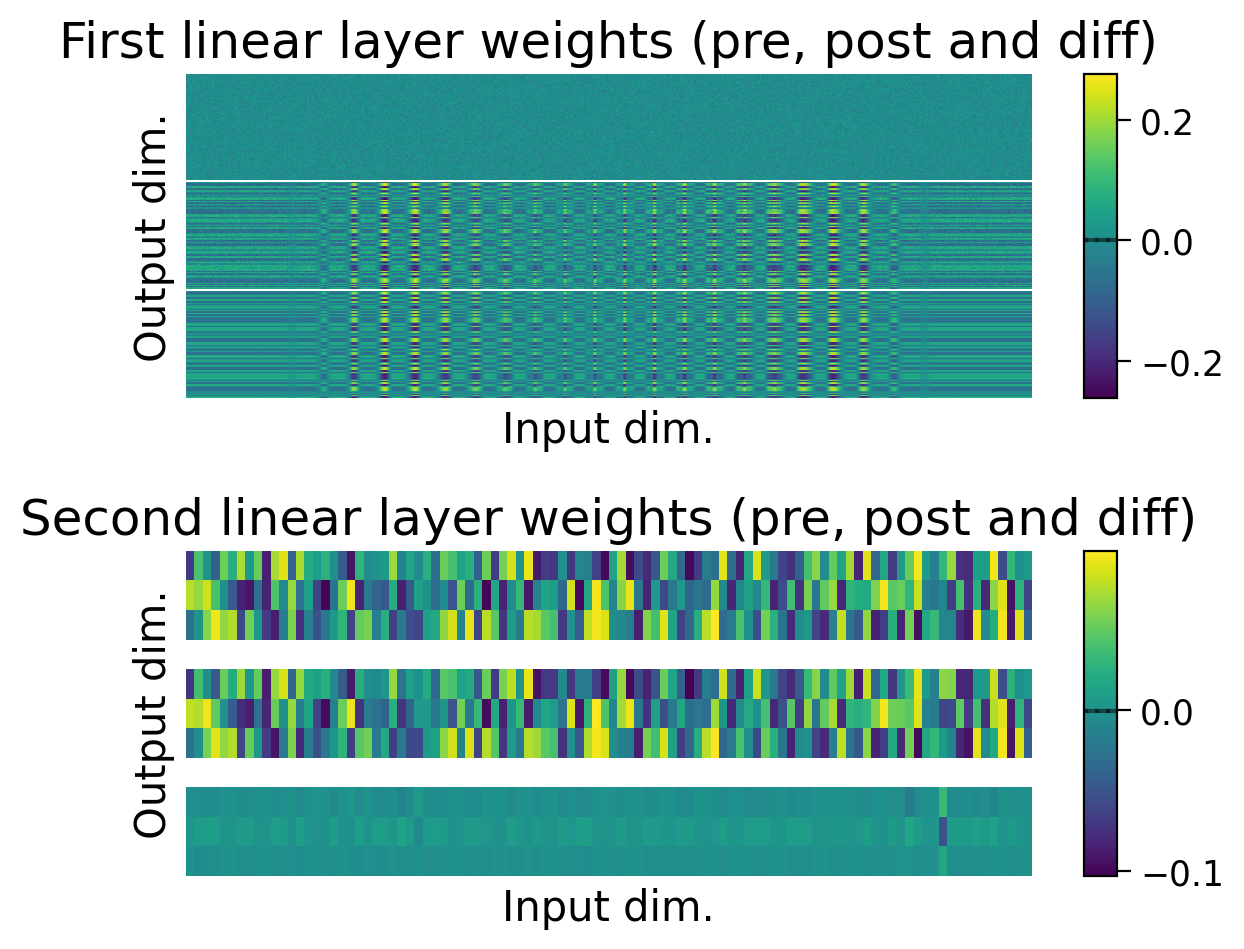 First linear layer weights (pre, post and diff)
Output dim.
0.2
0.0
−0.2
Input dim.
Second linear layer weights (pre, post and diff)
Output dim.
0.0
−0.1
Input dim.